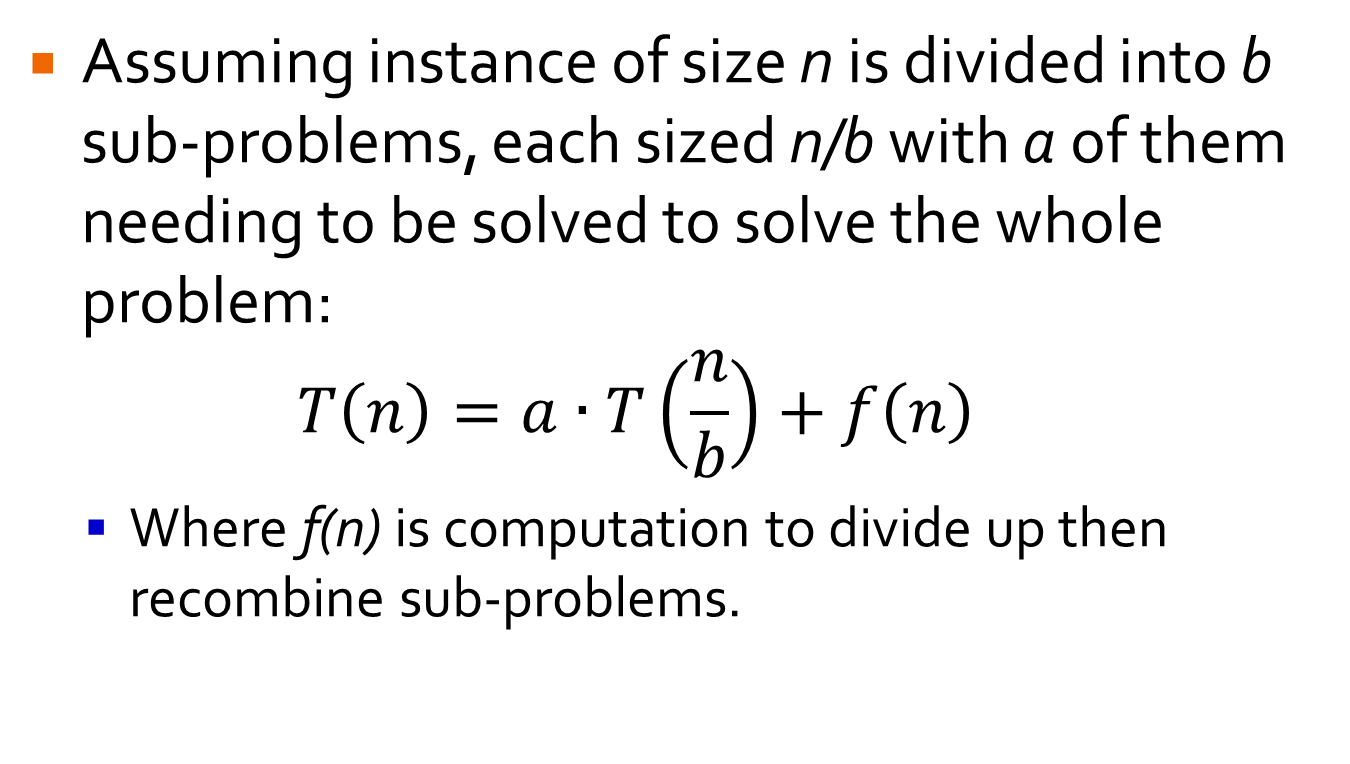 Assuming instance of size n is divided into b
sub-problems, each sized n/b with a of them
needing to be solved to solve the whole
problem:
T(n) = a · T(n/b) + f(n)
Where f(n) is computation to divide up then
recombine sub-problems.